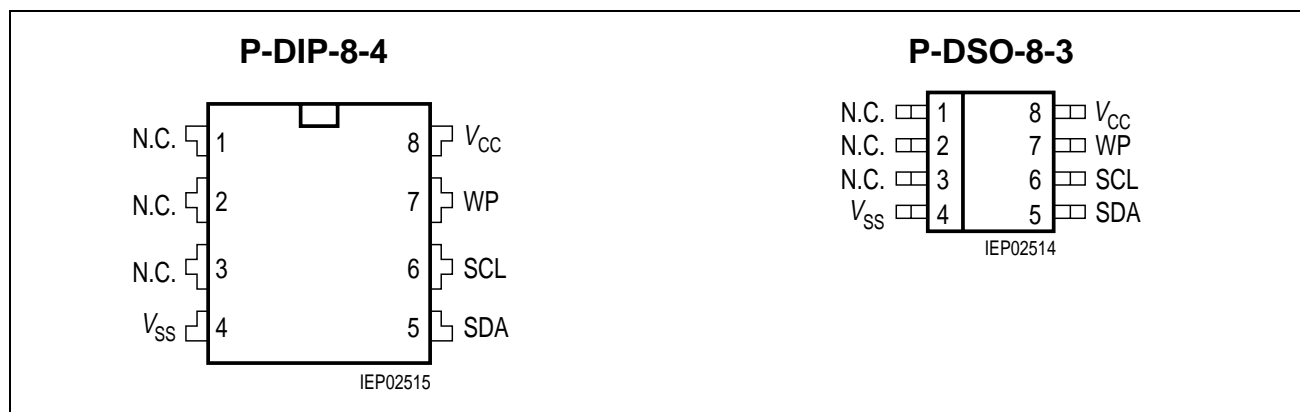 P-DIP-8-4
N.C. 1 8 VCC
N.C. 2 7 WP
N.C. 3 6 SCL
VSS 4 5 SDA
IEP02515
P-DSO-8-3
N.C. 1 8 VCC
N.C. 2 7 WP
N.C. 3 6 SCL
VSS 4 5 SDA
IEP02514